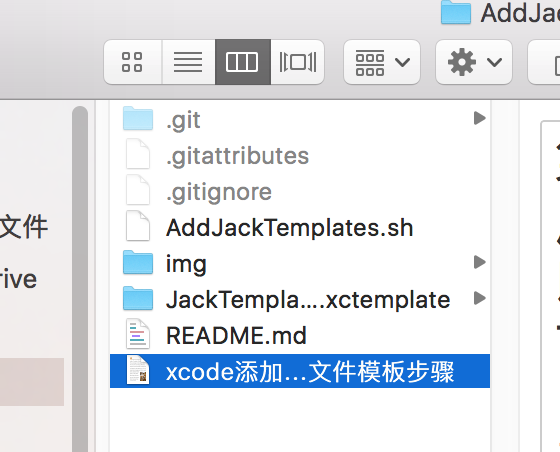 AddJac
.git
.gitattributes
.gitignore
AddJackTemplates.sh
文件
img
rive
JackTempla....xctemplate
README.md
xcode添加...文件模板步骤